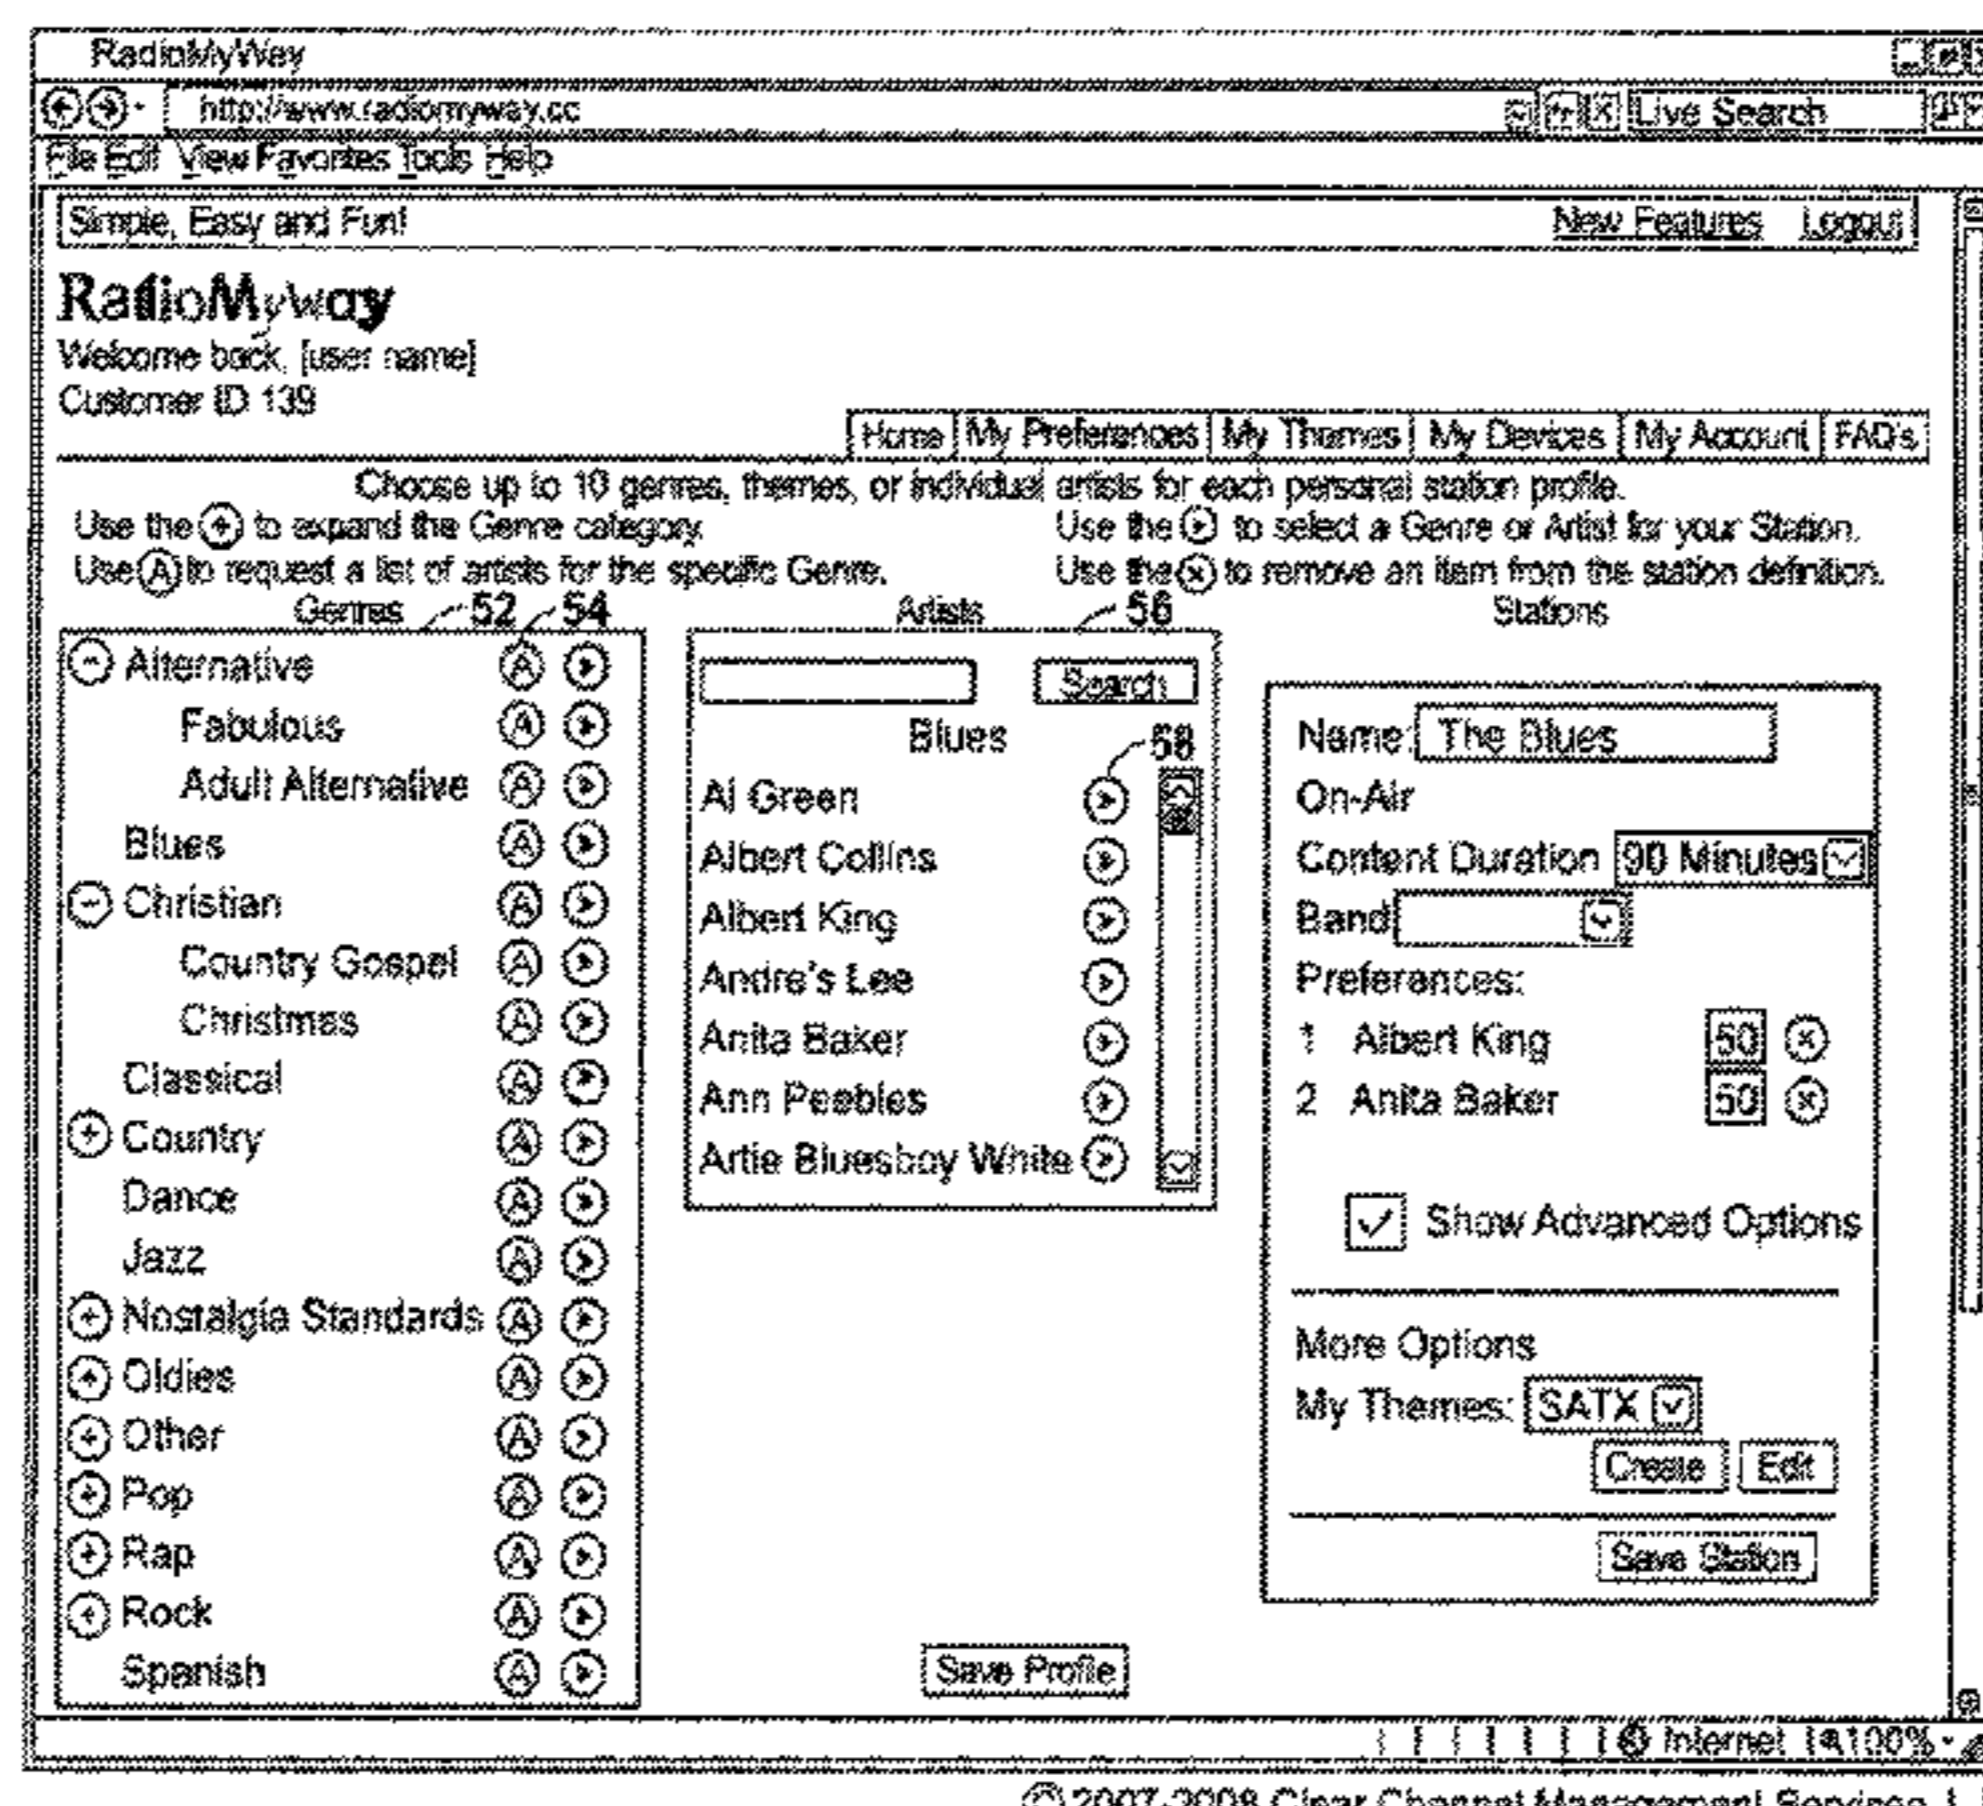 RadioMyWay
http://www.radiomyway.cc
Live Search
File Edit View Favorites Tools Help
Simple, Easy and Fun! New Features Logout
RadioMyWay
Welcome back, [user name]
Customer ID 139
Home My Preferences My Themes My Devices My Account FAQ's
Choose up to 10 genres, themes, or individual artists for each personal station profile.
Use the + to expand the Genre category.
Use A to request a list of artists for the specific Genre.
Use the ▸ to select a Genre or Artist for your Station.
Use the x to remove an item from the station definition.
Genres 52 54
− Alternative A
Fabulous A
Adult Alternative A
Blues A
− Christian A
Country Gospel A
Christmas A
Classical A
+ Country A
Dance A
Jazz A
+ Nostalgia Standards A
+ Oldies A
+ Other A
+ Pop A
+ Rap A
+ Rock A
Spanish A
Artists 56
Search
Blues 58
Al Green
Albert Collins
Albert King
Andre's Lee
Anita Baker
Ann Peebles
Artie Bluesboy White
Stations
Name: The Blues
On-Air
Content Duration 90 Minutes
Band
Preferances:
1 Albert King 50 x
2 Anita Baker 50 x
Show Advanced Options
More Options
My Themes: SATX
Create Edit
Save Station
Save Profile
Internet 100%
© 2007-2008 Clear Channel Management Services